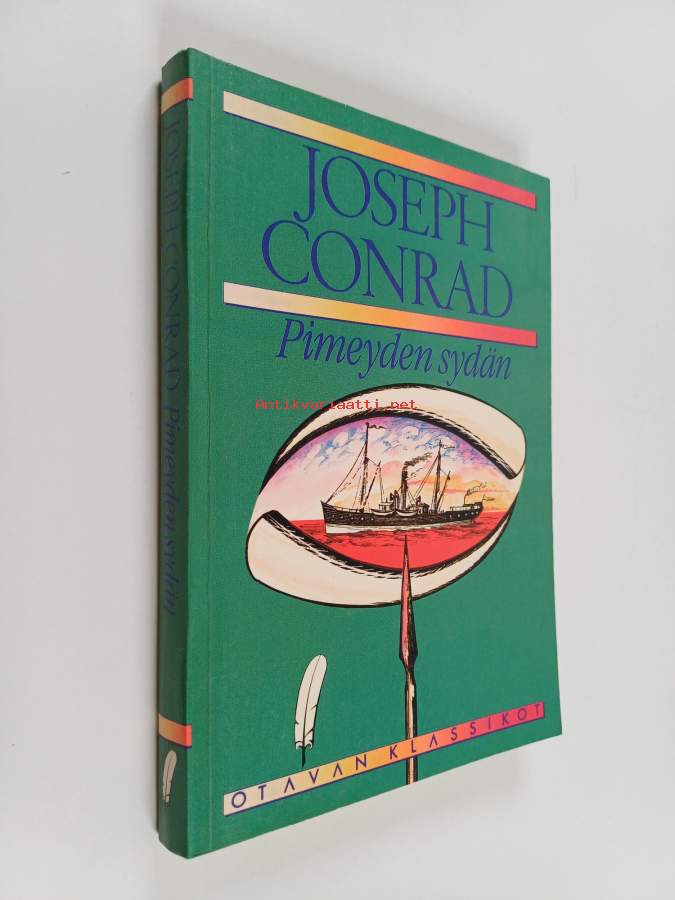 JOSEPH
CONRAD
Pimeyden sydän
Antikvariaatti.net
OTAVAN KLASSIKOT
JOSEPH CONRAD Pimeyden sydän